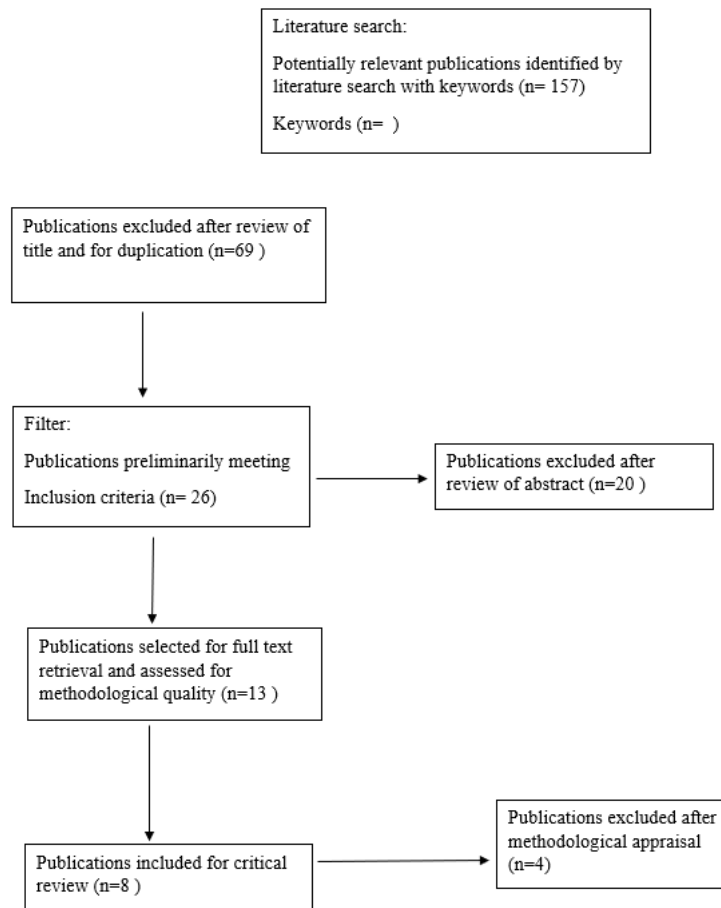 Literature search:
Potentially relevant publications identified by
literature search with keywords (n= 157)
Keywords (n=  )
Publications excluded after review of
title and for duplication (n=69 )
Filter:
Publications preliminarily meeting
Inclusion criteria (n= 26)
Publications excluded after
review of abstract (n=20 )
Publications selected for full text
retrieval and assessed for
methodological quality (n=13 )
Publications excluded after
methodological appraisal
(n=4)
Publications included for critical
review (n=8 )